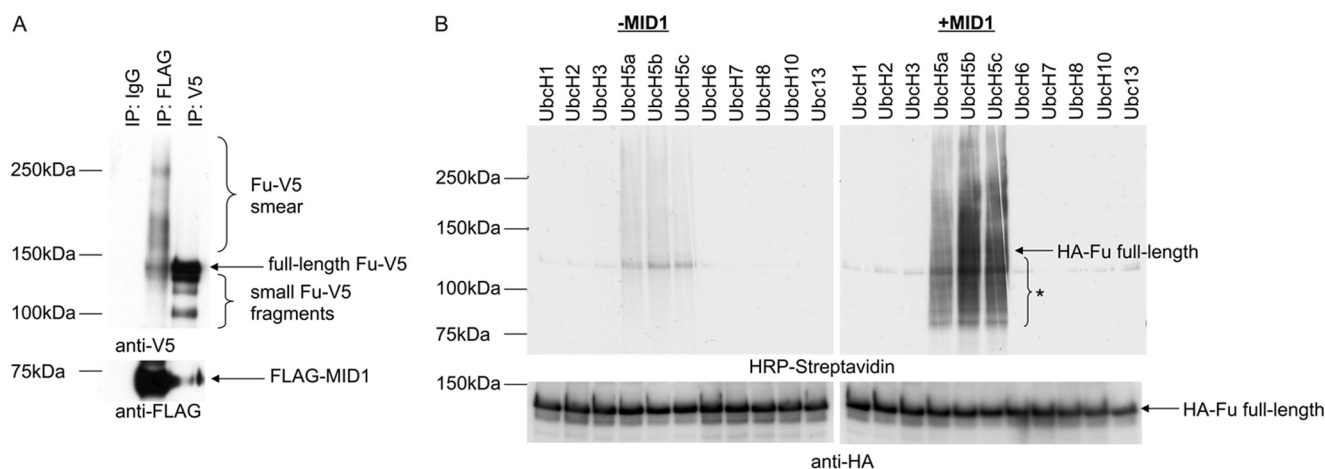 A
IP: IgG
IP: FLAG
IP: V5
250kDa
150kDa
100kDa
Fu-V5
smear
full-length Fu-V5
small Fu-V5
fragments
anti-V5
75kDa
FLAG-MID1
anti-FLAG
B
-MID1
+MID1
UbcH1
UbcH2
UbcH3
UbcH5a
UbcH5b
UbcH5c
UbcH6
UbcH7
UbcH8
UbcH10
Ubc13
UbcH1
UbcH2
UbcH3
UbcH5a
UbcH5b
UbcH5c
UbcH6
UbcH7
UbcH8
UbcH10
Ubc13
250kDa
150kDa
100kDa
75kDa
HA-Fu full-length
*
HRP-Streptavidin
150kDa
HA-Fu full-length
anti-HA